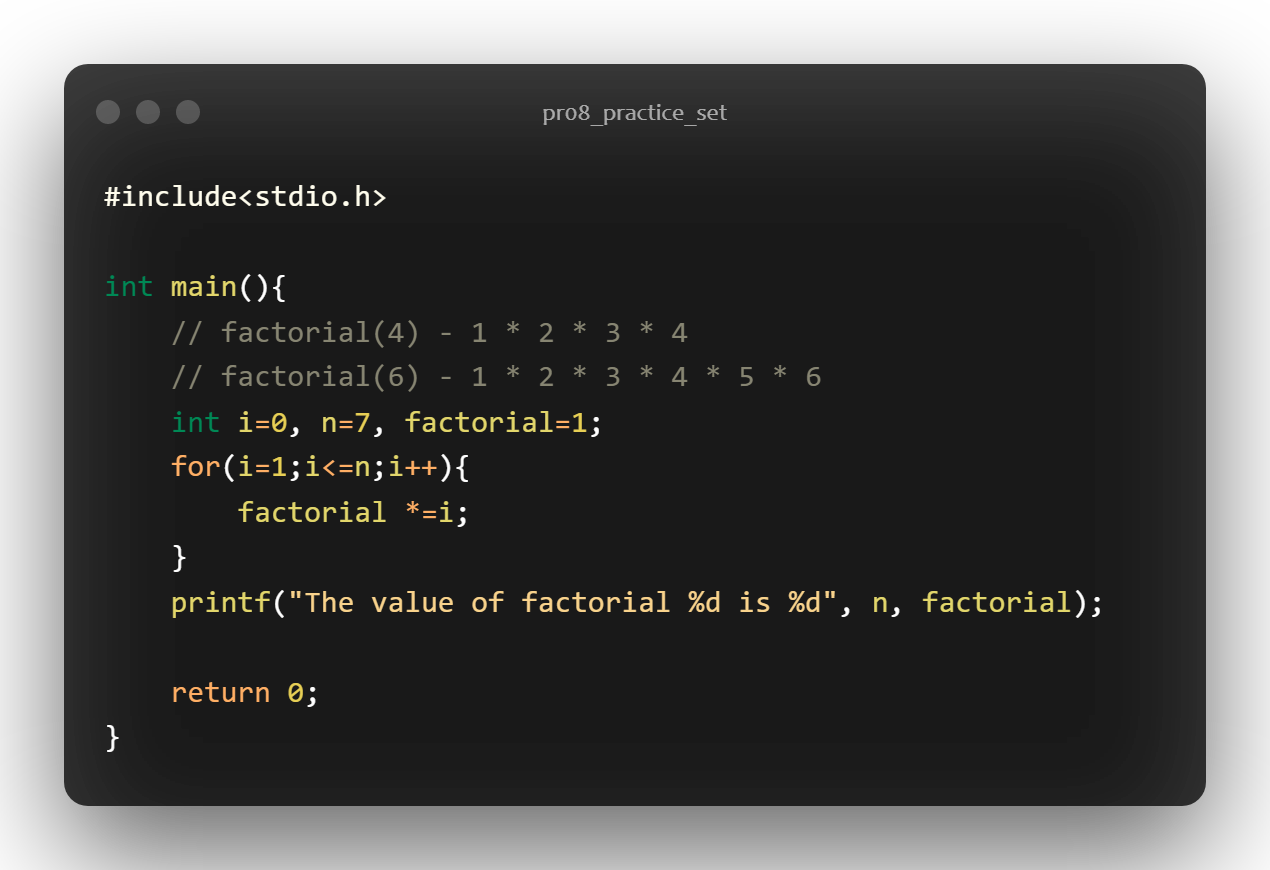 pr08_practice_set
#include<stdio.h>
int main(){
    // factorial(4) - 1 * 2 * 3 * 4
    // factorial(6) - 1 * 2 * 3 * 4 * 5 * 6
    int i=0, n=7, factorial=1;
    for(i=1;i<=n;i++){
        factorial *=i;
    }
    printf("The value of factorial %d is %d", n, factorial);
    return 0;
}